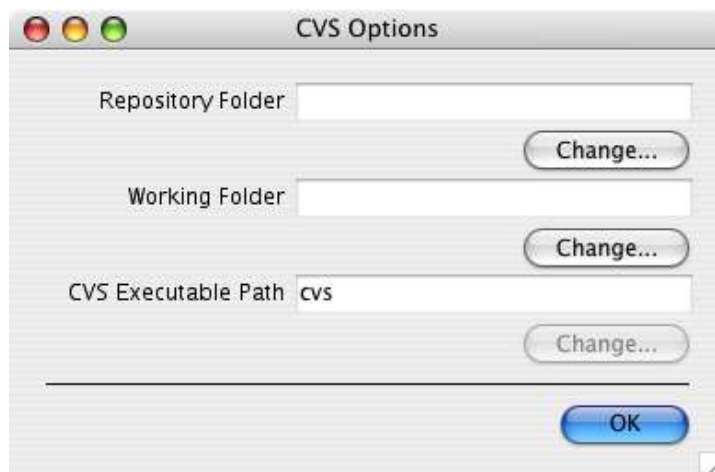 CVS Options
Repository Folder
Change...
Working Folder
Change...
CVS Executable Path cvs
Change...
OK